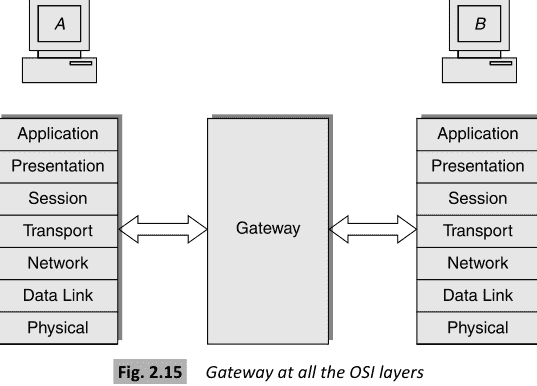 A
B
Application
Presentation
Session
Transport
Network
Data Link
Physical
Gateway
Application
Presentation
Session
Transport
Network
Data Link
Physical
Fig. 2.15 Gateway at all the OSI layers